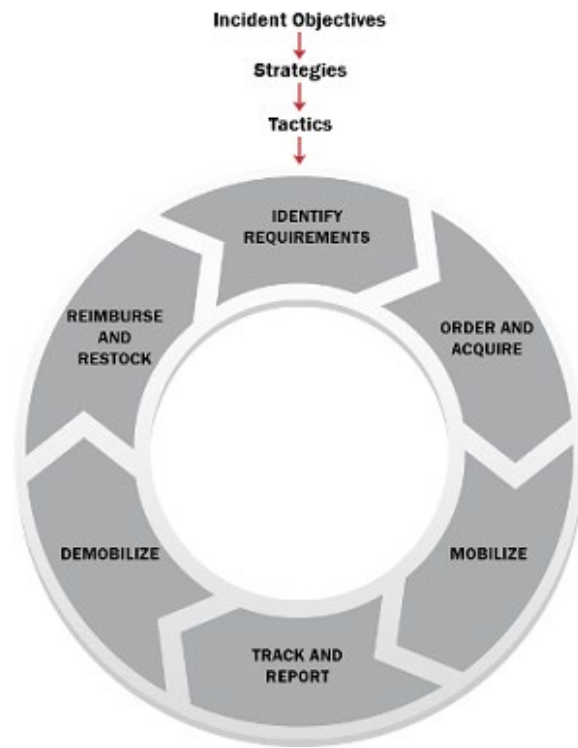 Incident Objectives
Strategies
Tactics
IDENTIFY
REQUIREMENTS
ORDER AND
ACQUIRE
MOBILIZE
TRACK AND
REPORT
DEMOBILIZE
REIMBURSE
AND
RESTOCK